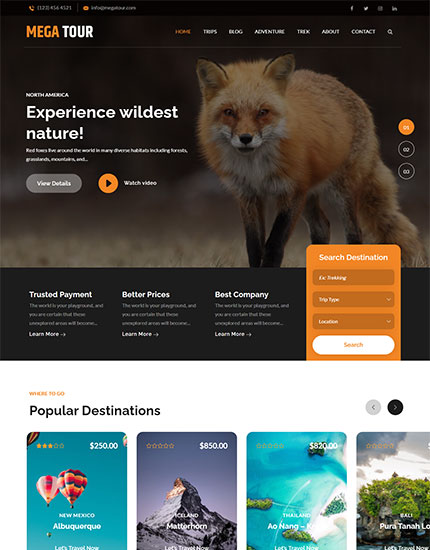 (123) 456 4521 info@megatour.com
MEGA TOUR
HOME TRIPS BLOG ADVENTURE TREK ABOUT CONTACT
NORTH AMERICA
Experience wildest
nature!
Red foxes live around the world in many diverse habitats including forests,
grasslands, mountains, and...
View Details Watch video
01
02
03
Search Destination
Ex: Trekking
Trip Type
Location
Search
Trusted Payment
The world is your playground, and
you are certain that these
unexplored areas will become...
Learn More
Better Prices
The world is your playground, and
you are certain that these
unexplored areas will become...
Learn More
Best Company
The world is your playground, and
you are certain that these
unexplored areas will become...
Learn More
WHERE TO GO
Popular Destinations
$250.00
NEW MEXICO
Albuquerque
Let's Travel Now
$850.00
ICELAND
Matterhorn
Let's Travel Now
$820.00
THAILAND
Ao Nang –
Let's Travel Now
BALI
Pura Tanah Lo
Let's Travel Now